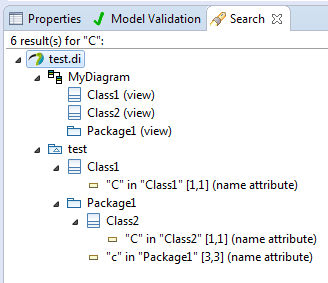 Properties Model Validation Search
6 result(s) for "C":
test.di
MyDiagram
Class1 (view)
Class2 (view)
Package1 (view)
test
Class1
"C" in "Class1" [1,1] (name attribute)
Package1
Class2
"C" in "Class2" [1,1] (name attribute)
"c" in "Package1" [3,3] (name attribute)